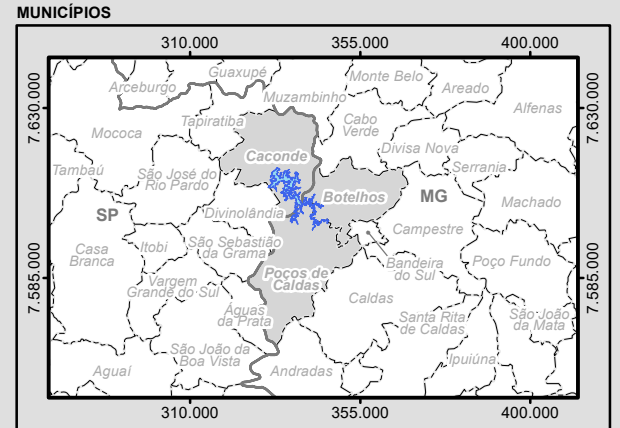 MUNICÍPIOS
310.000 355.000 400.000
7.630.000
7.585.000
Arceburgo
Guaxupé
Monte Belo
Areado
Muzambinho
Alfenas
Tapiratiba
Mococa
Cabo
Verde
Divisa Nova
Caconde
Serrania
Tambaú
São José do
Rio Pardo
Botelhos
MG
Machado
SP
Divinolândia
Campestre
Casa
Branca
Itobi
São Sebastião
da Grama
Bandeira
do Sul
Poço Fundo
Poços de
Caldas
Vargem
Grande do Sul
Caldas
Águas
da Prata
Santa Rita
de Caldas
São João
da Mata
São João da
Boa Vista
Ipuiúna
Aguaí
Andradas
7.630.000
7.585.000
310.000 355.000 400.000